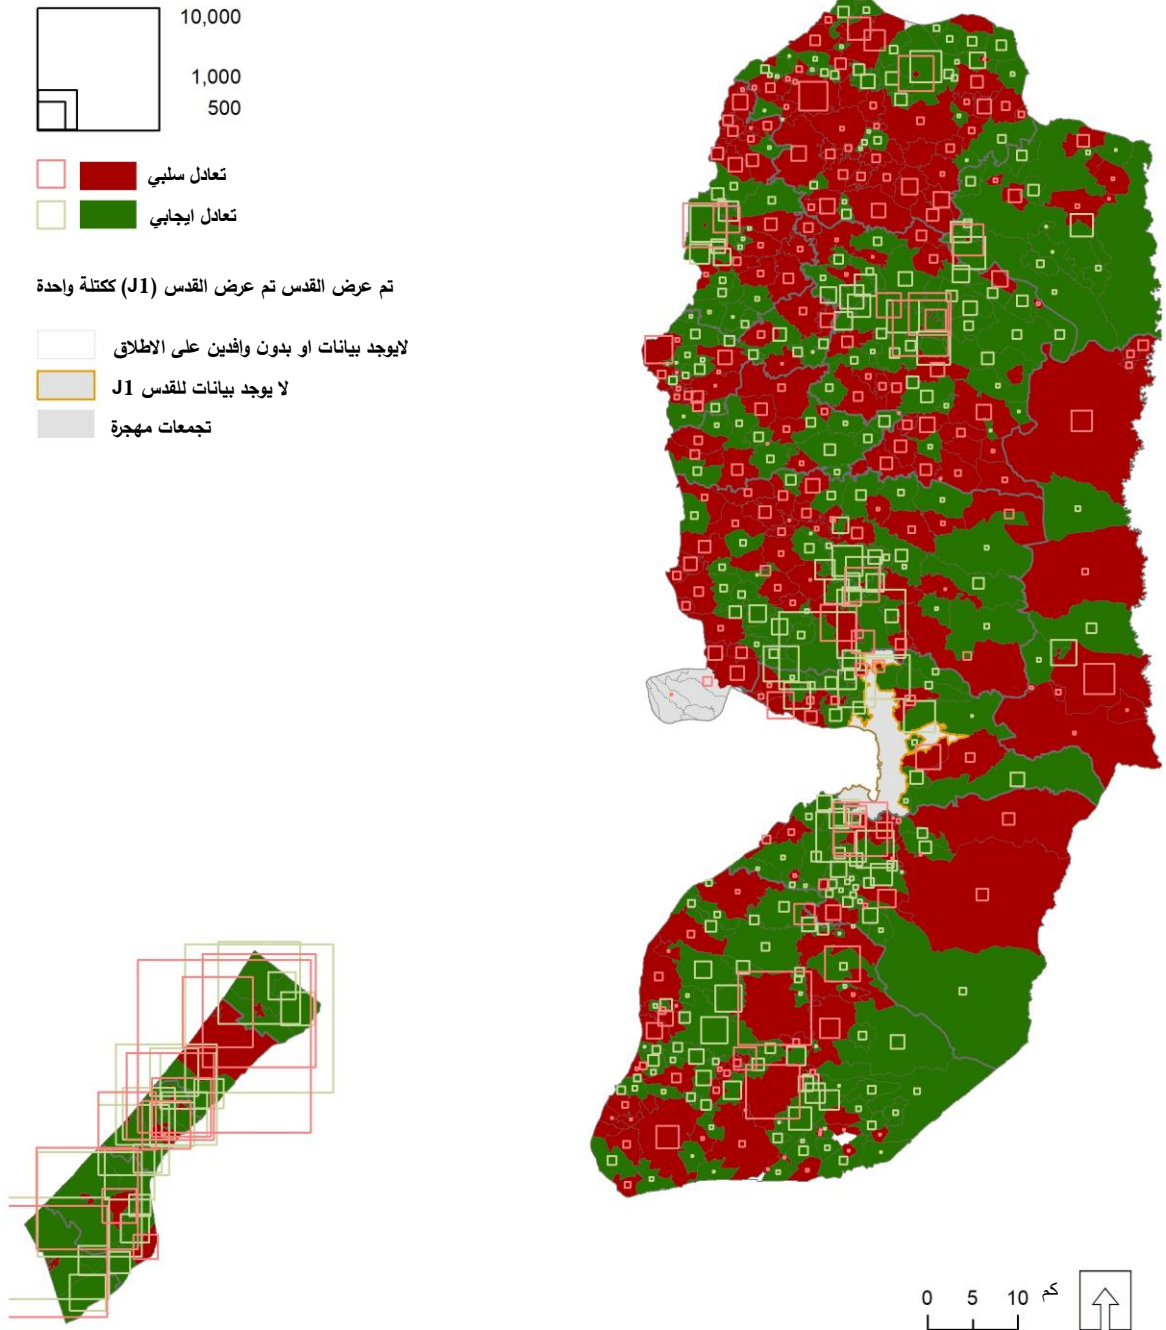 10,000
1,000
500
تعادل سلبي
تعادل ايجابي
تم عرض القدس تم عرض القدس (J1) ككتلة واحدة
لايوجد بيانات او بدون وافدين على الاطلاق
لا يوجد بيانات للقدس J1
تجمعات مهجرة
0 5 10 كم